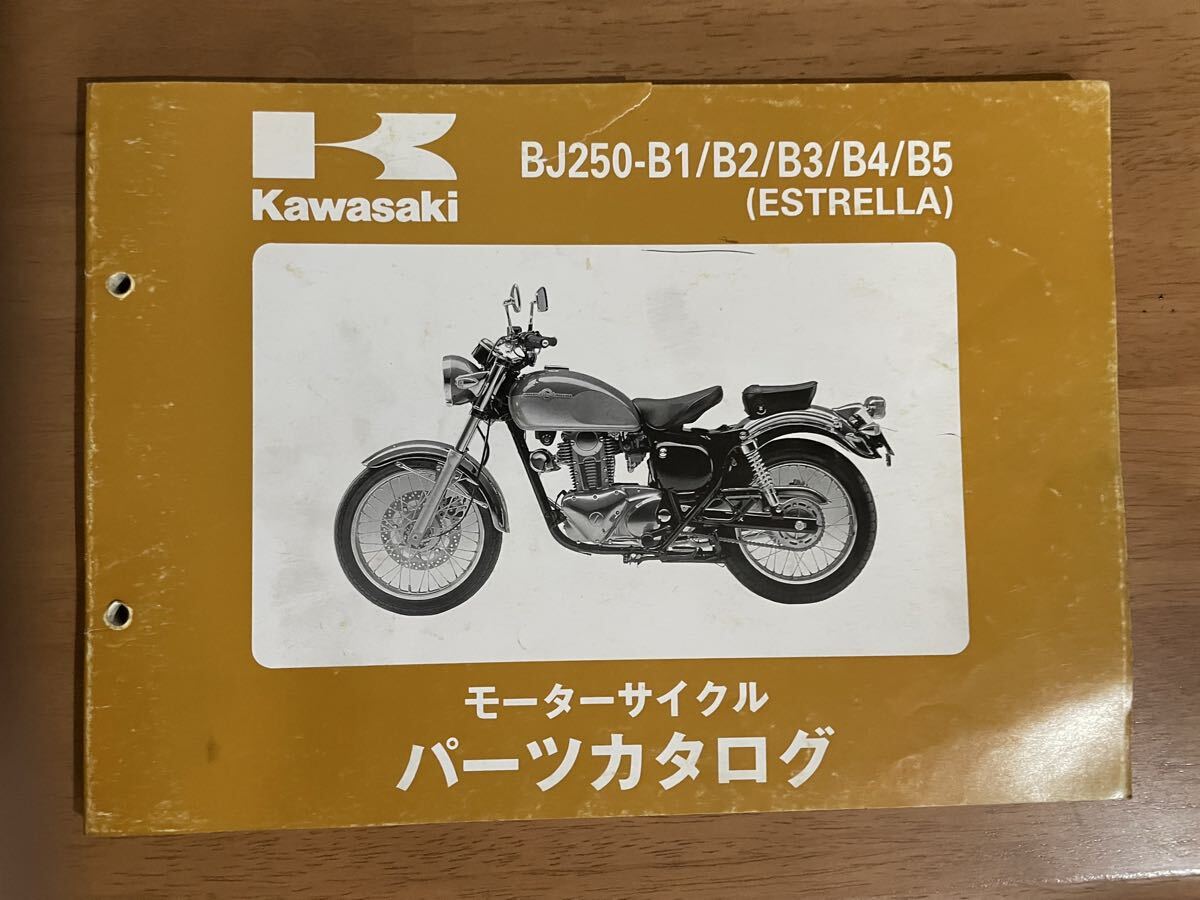 Kawasaki
BJ250-B1/B2/B3/B4/B5
(ESTRELLA)
モーターサイクル
パーツカタログ